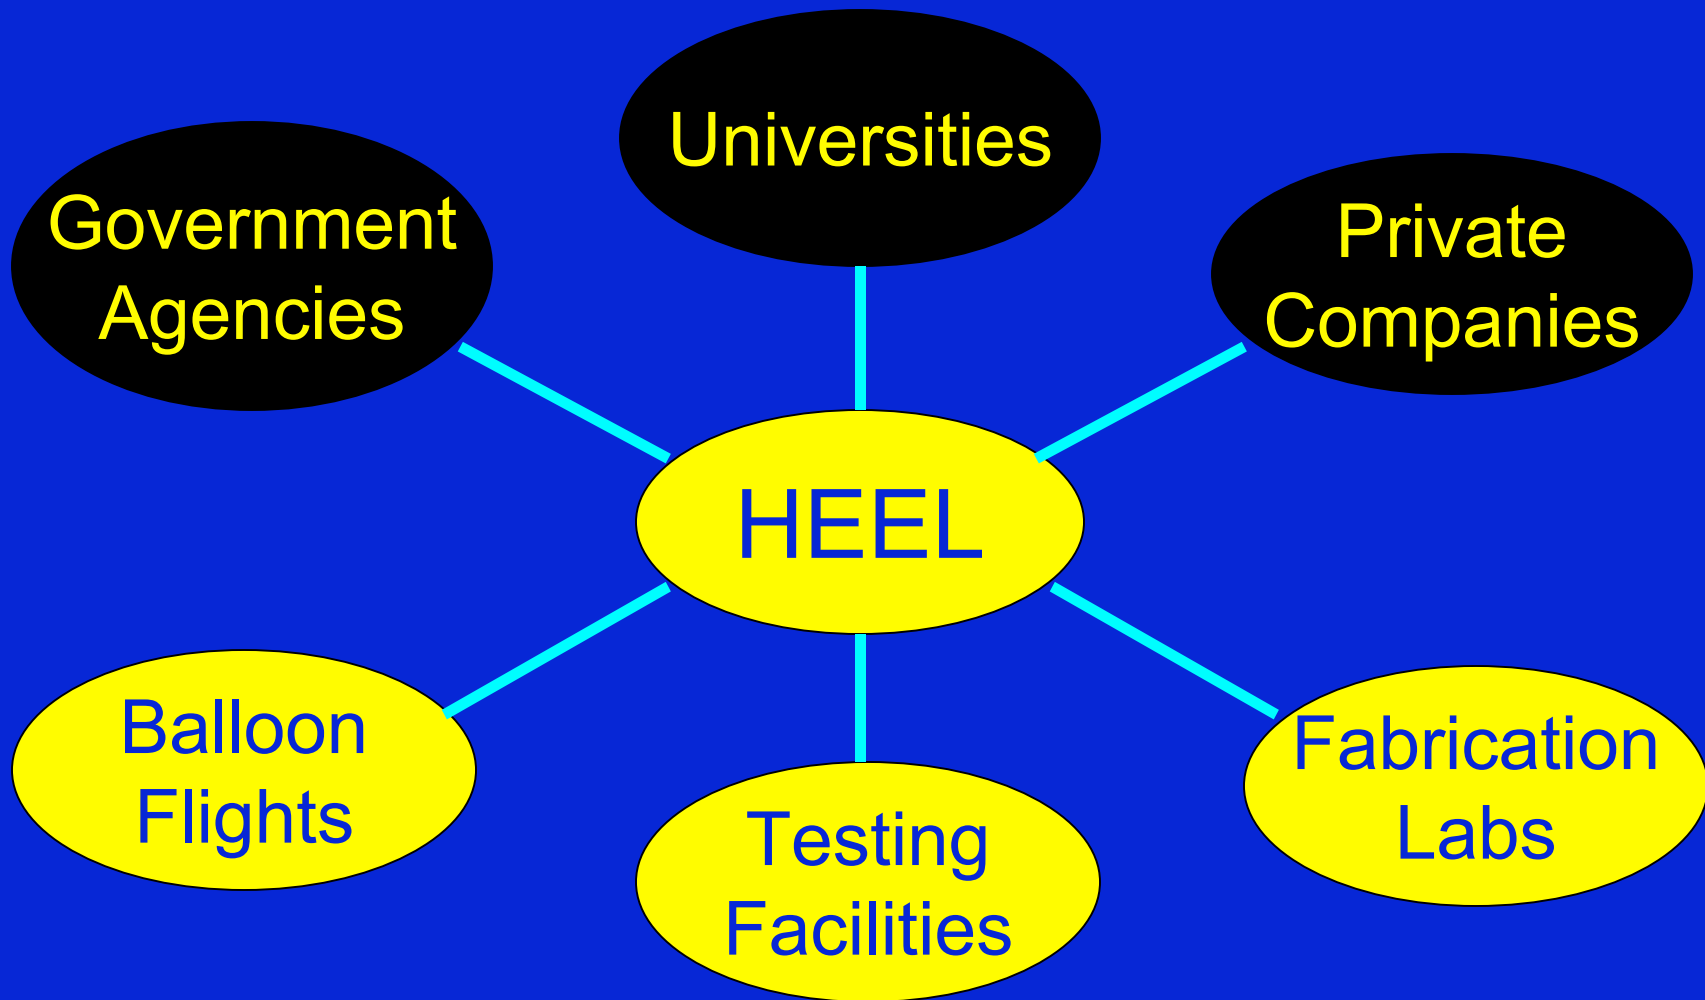 Universities
Government
Agencies
Private
Companies
HEEL
Balloon
Flights
Testing
Facilities
Fabrication
Labs